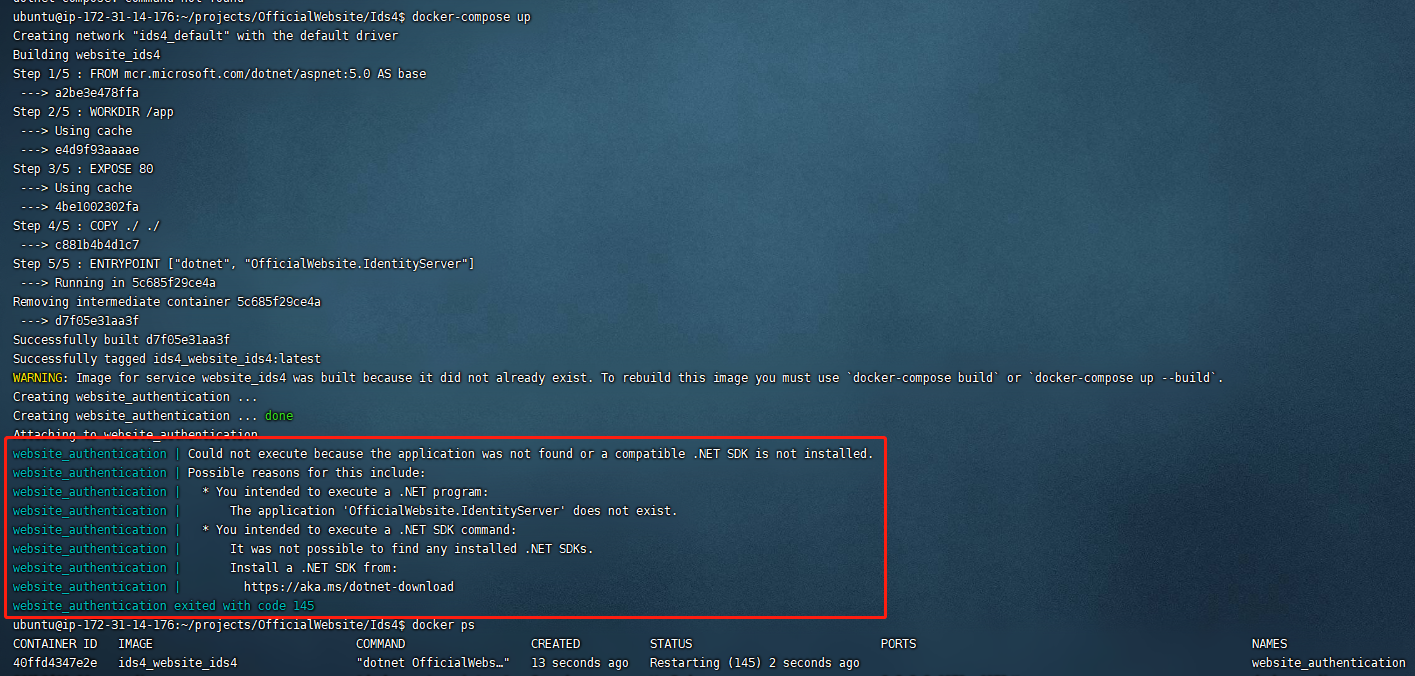 dotnet-compose: command not found
ubuntu@ip-172-31-14-176:~/projects/OfficialWebsite/Ids4$ docker-compose up
Creating network "ids4_default" with the default driver
Building website_ids4
Step 1/5 : FROM mcr.microsoft.com/dotnet/aspnet:5.0 AS base
 ---> a2be3e478ffa
Step 2/5 : WORKDIR /app
 ---> Using cache
 ---> e4d9f93aaaae
Step 3/5 : EXPOSE 80
 ---> Using cache
 ---> 4be1002302fa
Step 4/5 : COPY ./ ./
 ---> c881b4b4d1c7
Step 5/5 : ENTRYPOINT ["dotnet", "OfficialWebsite.IdentityServer"]
 ---> Running in 5c685f29ce4a
Removing intermediate container 5c685f29ce4a
 ---> d7f05e31aa3f
Successfully built d7f05e31aa3f
Successfully tagged ids4_website_ids4:latest
WARNING: Image for service website_ids4 was built because it did not already exist. To rebuild this image you must use `docker-compose build` or `docker-compose up --build`.
Creating website_authentication ...
Creating website_authentication ... done
Attaching to website_authentication
website_authentication | Could not execute because the application was not found or a compatible .NET SDK is not installed.
website_authentication | Possible reasons for this include:
website_authentication |   * You intended to execute a .NET program:
website_authentication |       The application 'OfficialWebsite.IdentityServer' does not exist.
website_authentication |   * You intended to execute a .NET SDK command:
website_authentication |       It was not possible to find any installed .NET SDKs.
website_authentication |       Install a .NET SDK from:
website_authentication |         https://aka.ms/dotnet-download
website_authentication exited with code 145
ubuntu@ip-172-31-14-176:~/projects/OfficialWebsite/Ids4$ docker ps
CONTAINER ID   IMAGE   COMMAND   CREATED   STATUS   PORTS   NAMES
40ffd4347e2e   ids4_website_ids4   "dotnet OfficialWebs…"   13 seconds ago   Restarting (145) 2 seconds ago   website_authentication